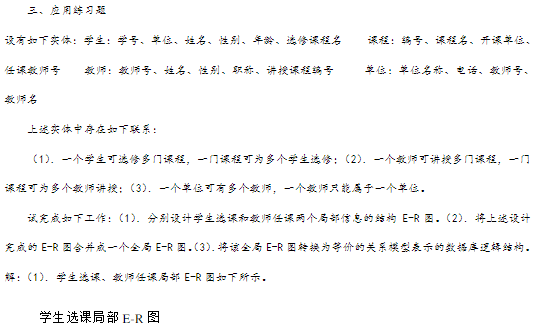 三、应用练习题
设有如下实体：学生：学号、单位、姓名、性别、年龄、选修课程名 课程：编号、课程名、开课单位、
任课教师号 教师：教师号、姓名、性别、职称、讲授课程编号 单位：单位名称、电话、教师号、
教师名
上述实体中存在如下联系：
（1）．一个学生可选修多门课程，一门课程可为多个学生选修；（2）．一个教师可讲授多门课程，一门
课程可为多个教师讲授；（3）．一个单位可有多个教师，一个教师只能属于一个单位。
试完成如下工作：（1）．分别设计学生选课和教师任课两个局部信息的结构 E-R 图。（2）．将上述设计
完成的 E-R 图合并成一个全局 E-R 图。（3）．将该全局 E-R 图转换为等价的关系模型表示的数据库逻辑结构。
解：（1）．学生选课、教师任课局部 E-R 图如下所示。
学生选课局部 E-R 图